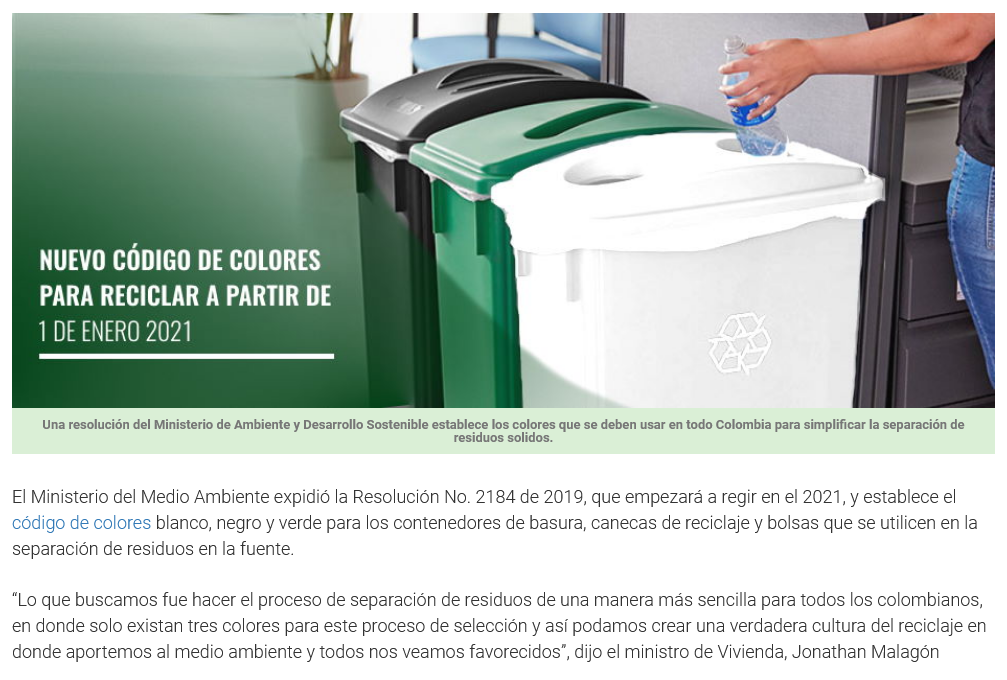 NUEVO CÓDIGO DE COLORES
PARA RECICLAR A PARTIR DE
1 DE ENERO 2021
Una resolución del Ministerio de Ambiente y Desarrollo Sostenible establece los colores que se deben usar en todo Colombia para simplificar la separación de
residuos solidos.
El Ministerio del Medio Ambiente expidió la Resolución No. 2184 de 2019, que empezará a regir en el 2021, y establece el
código de colores blanco, negro y verde para los contenedores de basura, canecas de reciclaje y bolsas que se utilicen en la
separación de residuos en la fuente.
“Lo que buscamos fue hacer el proceso de separación de residuos de una manera más sencilla para todos los colombianos,
en donde solo existan tres colores para este proceso de selección y así podamos crear una verdadera cultura del reciclaje en
donde aportemos al medio ambiente y todos nos veamos favorecidos”, dijo el ministro de Vivienda, Jonathan Malagón